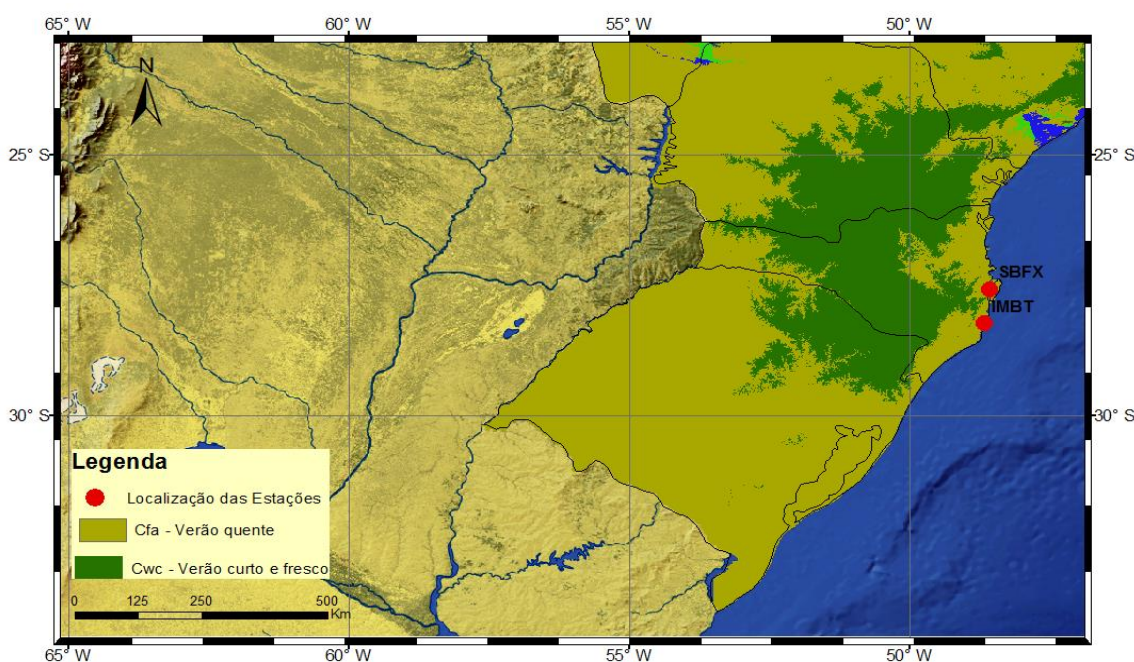 65° W 60° W 55° W 50° W
N
25° S 25° S
SBFX
IMBT
30° S 30° S
Legenda
Localização das Estações
Cfa - Verão quente
Cwc - Verão curto e fresco
0 125 250 500
Km
65° W 60° W 55° W 50° W